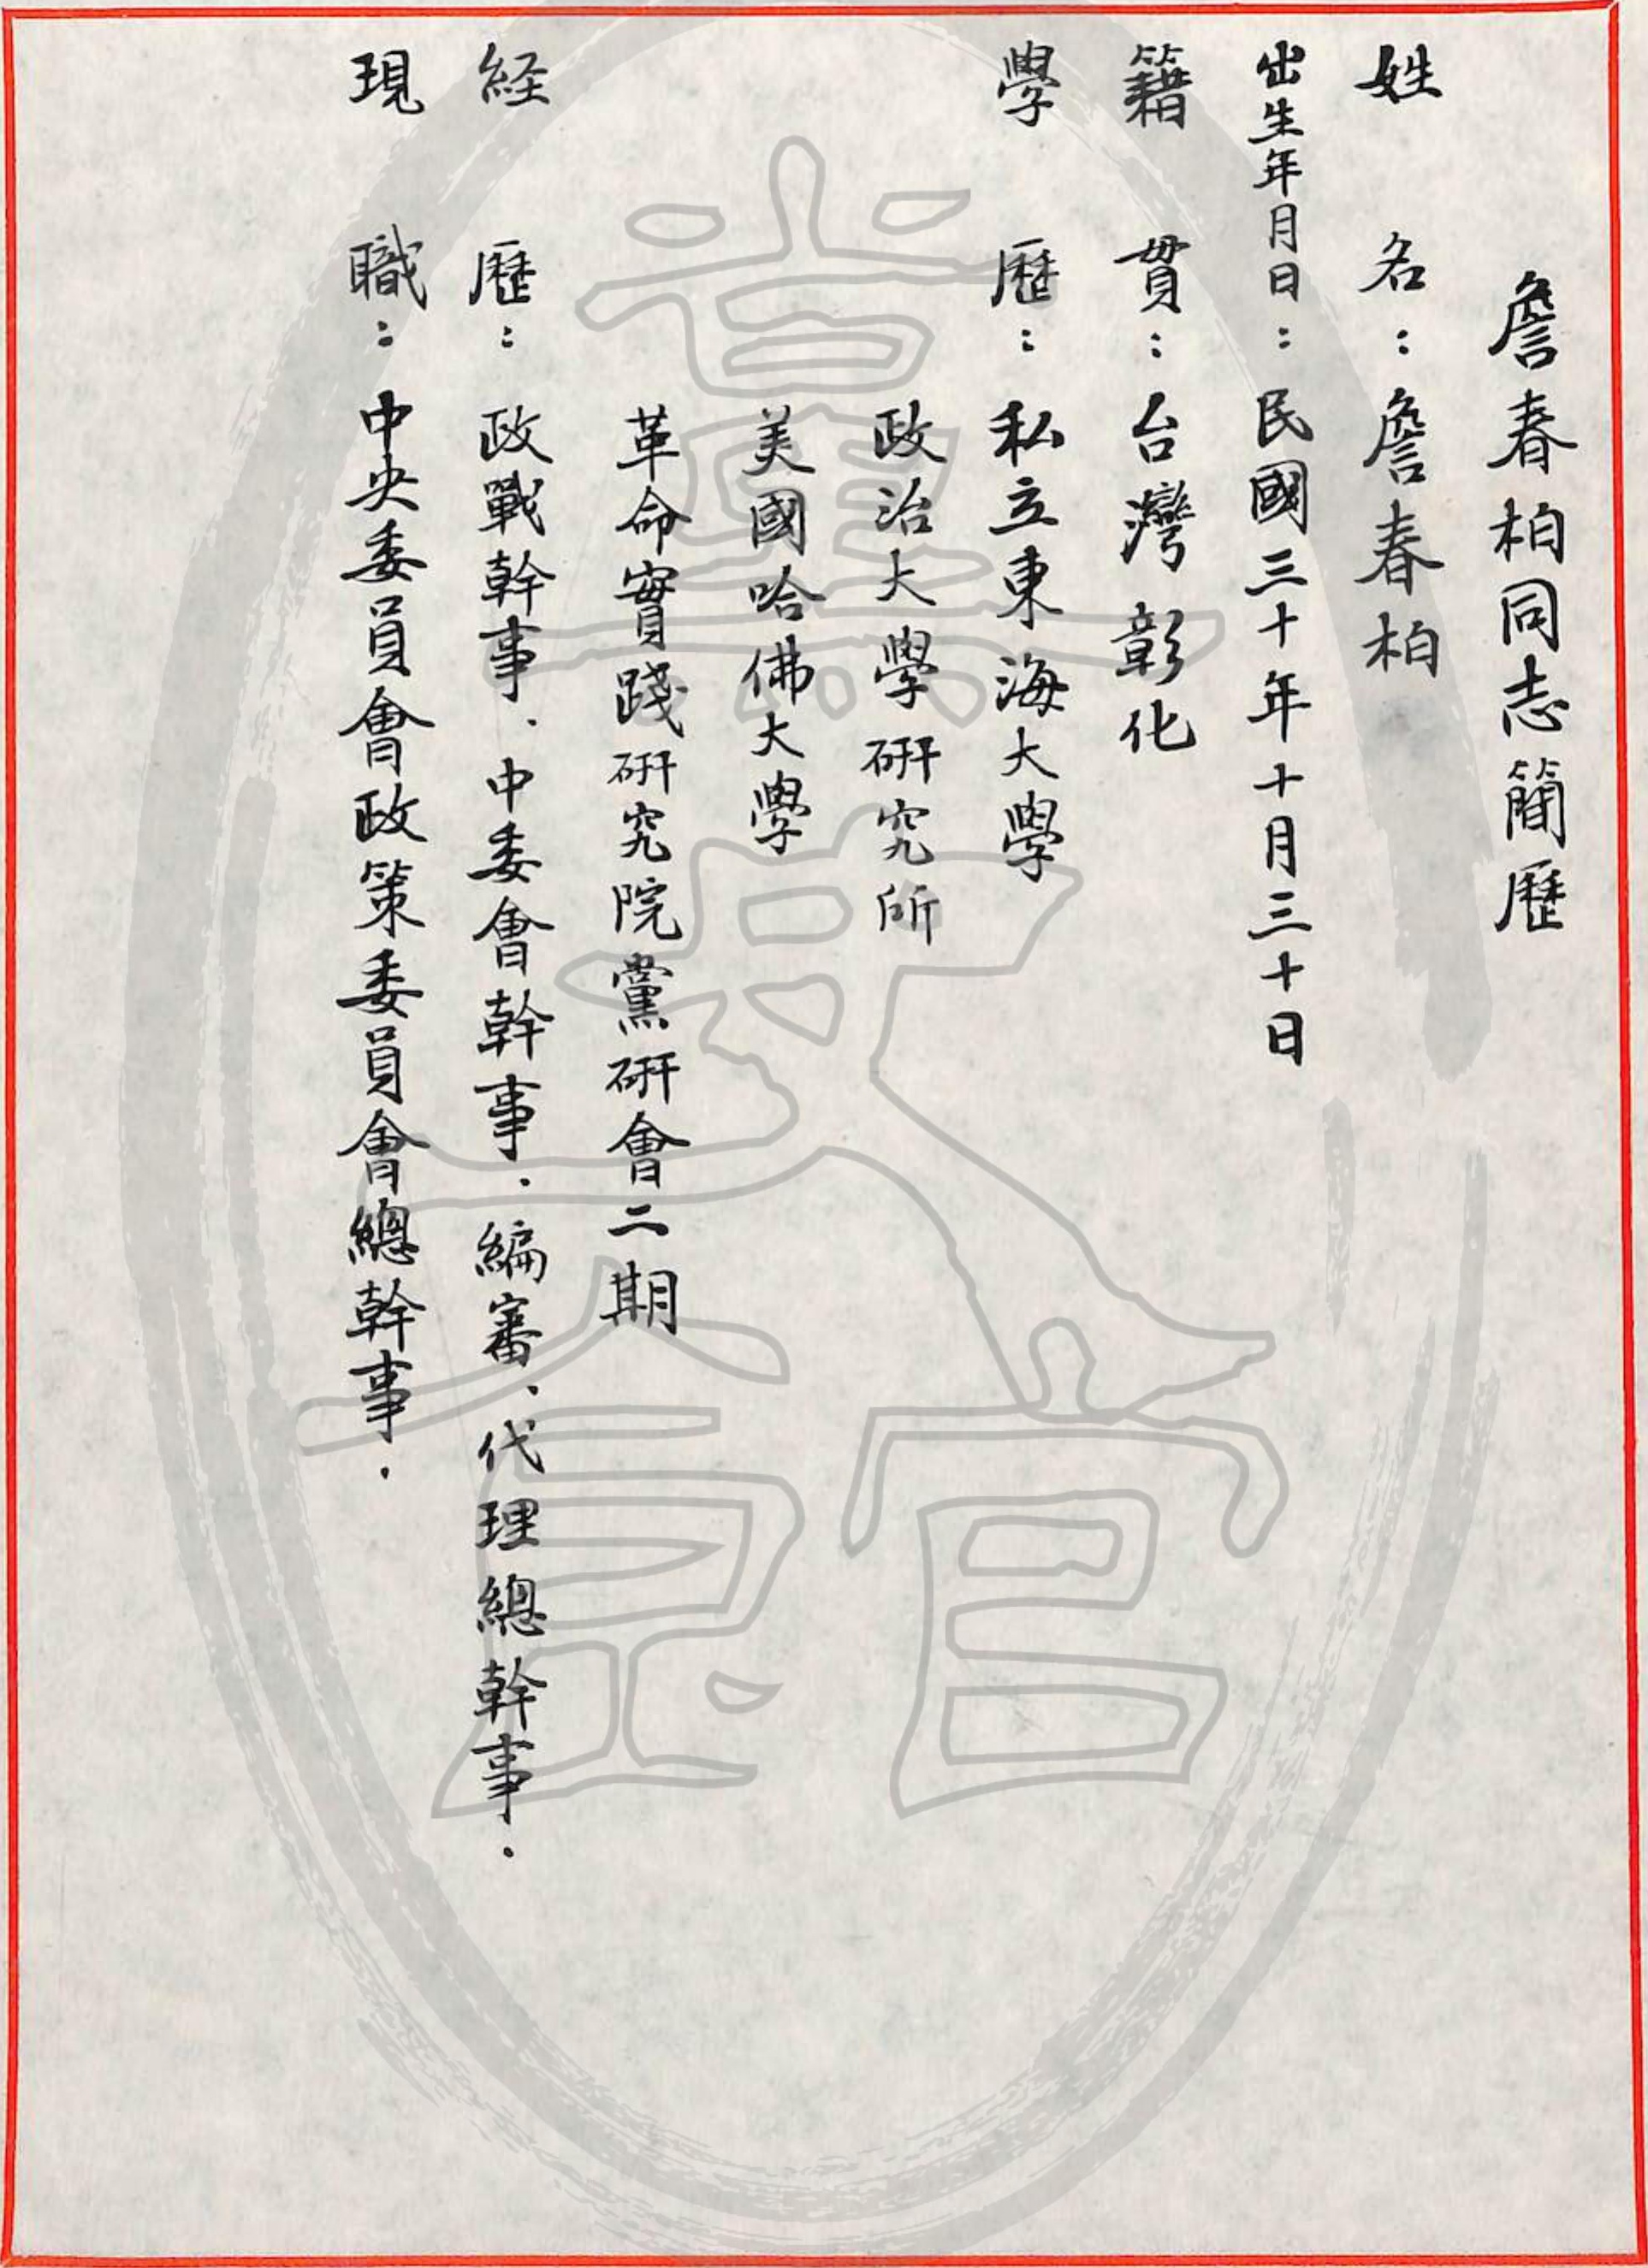 詹春柏同志簡歷
姓名：詹春柏
出生年月日：民國三十年十月三十日
籍貫：台灣彰化
學歷：私立東海大學
政治大學研究所
美國哈佛大學
革命實踐研究院黨研會二期
経歷：政戰幹事、中委會幹事、編審、代理總幹事．
現職：中央委員會政策委員會總幹事．